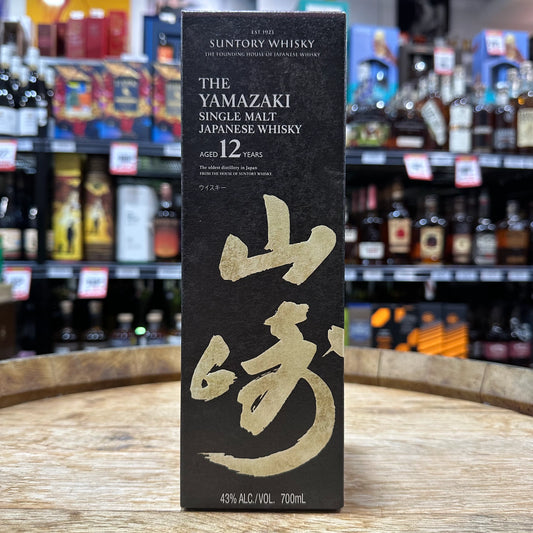 EST. 1923
SUNTORY WHISKY
THE FOUNDING HOUSE OF JAPANESE WHISKY
THE
YAMAZAKI
SINGLE MALT
JAPANESE WHISKY
AGED 12 YEARS
The oldest distillery in Japan
FROM THE HOUSE OF SUNTORY WHISKY
ウイスキー
山
崎
43% ALC./VOL. 700mL